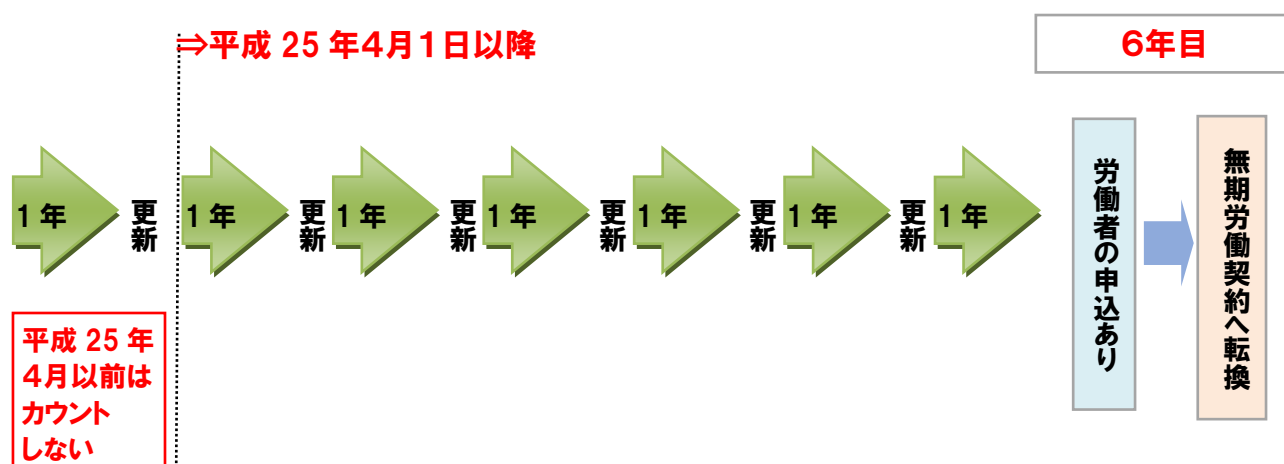 ⇒平成 25 年４月１日以降
６年目
１年
更新
１年
更新
１年
更新
１年
更新
１年
更新
１年
更新
１年
労働者の申込あり
無期労働契約へ転換
平成 25 年
４月以前は
カウント
しない